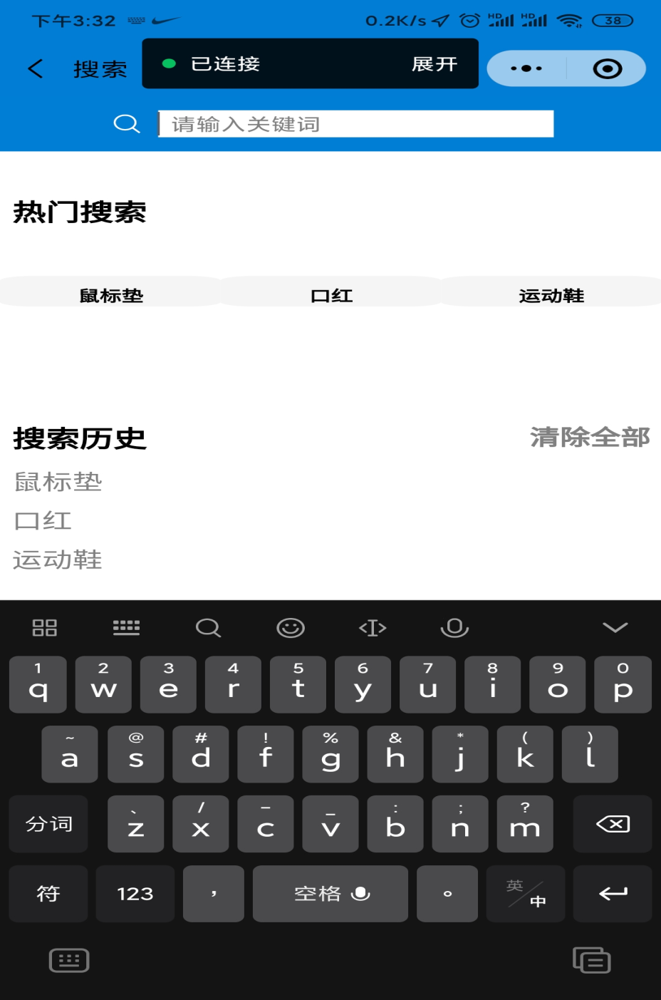 下午3:32 0.2K/s HD HD 38
搜索 已连接 展开
请输入关键词
热门搜索
鼠标垫 口红 运动鞋
搜索历史 清除全部
鼠标垫
口红
运动鞋
1 2 3 4 5 6 7 8 9 0
q w e r t y u i o p
~ @ # ! % & * ( )
a s d f g h j k l
、 / – _ : ; ?
分词 z x c v b n m
符 123 , 空格 。 英/中